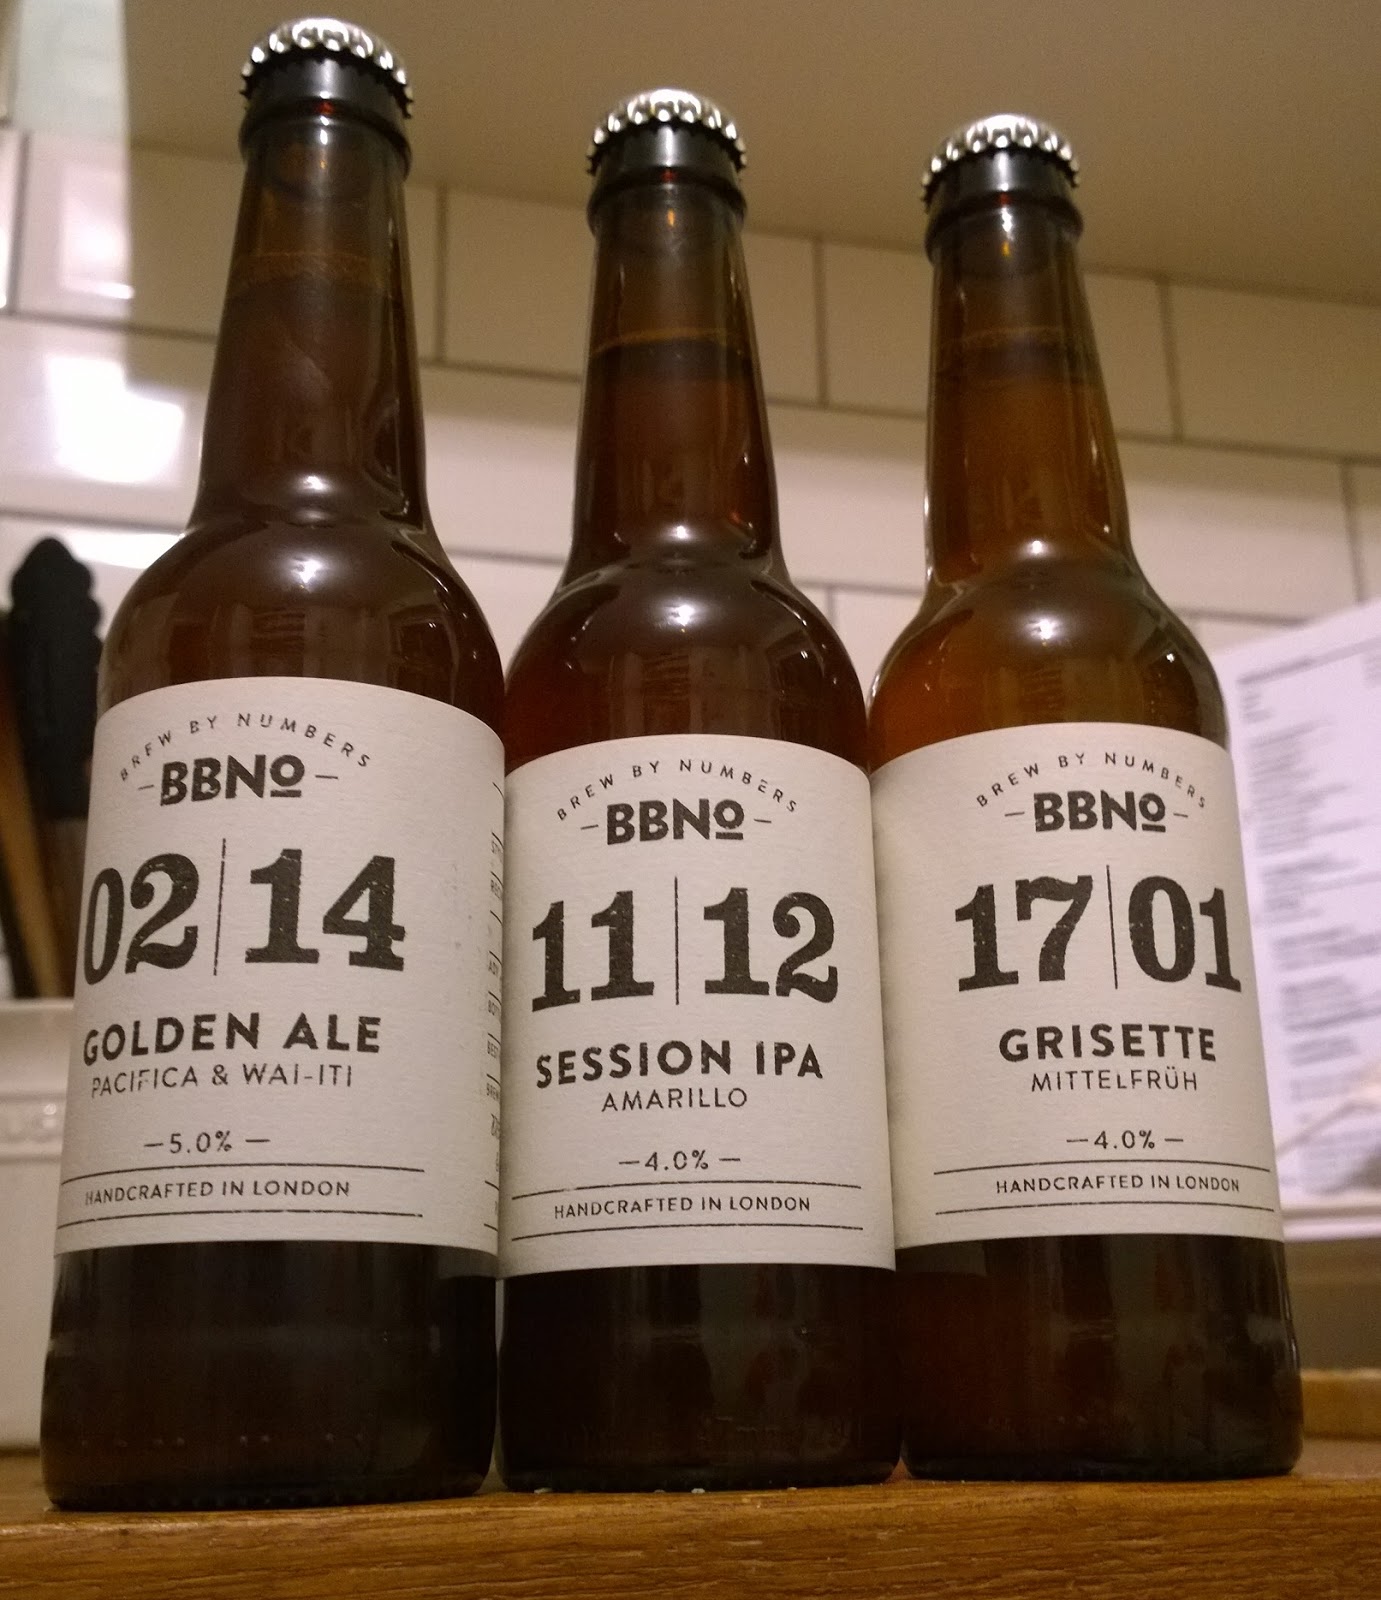 BREW BY NUMBERS
BBNo
02|14
GOLDEN ALE
PACIFICA & WAI-ITI
5.0%
HANDCRAFTED IN LONDON
BREW BY NUMBERS
BBNo
11|12
SESSION IPA
AMARILLO
4.0%
HANDCRAFTED IN LONDON
BREW BY NUMBERS
BBNo
17|01
GRISETTE
MITTELFRÜH
4.0%
HANDCRAFTED IN LONDON